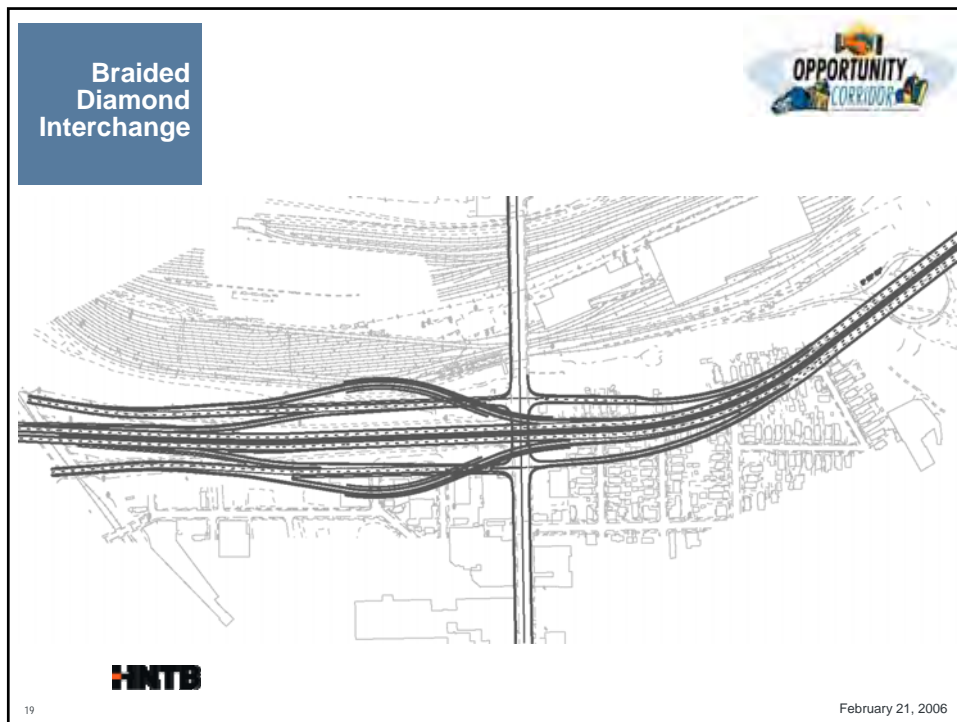 Braided
Diamond
Interchange
OPPORTUNITY
CORRIDOR
HNTB
19
February 21, 2006